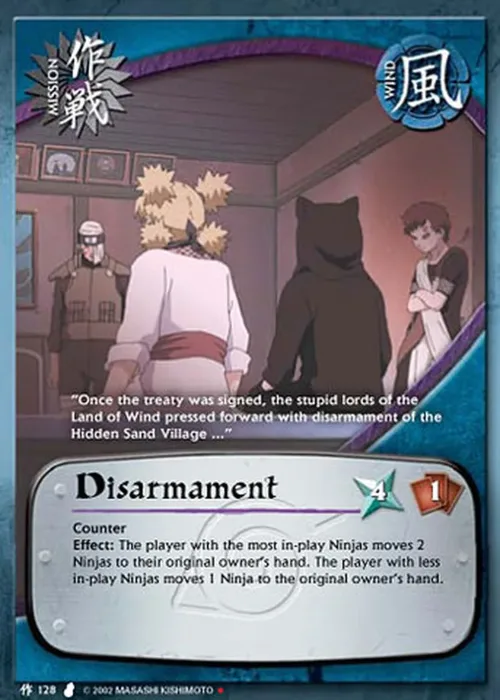 MISSION
作戦
WIND
風
"Once the treaty was signed, the stupid lords of the
Land of Wind pressed forward with disarmament of the
Hidden Sand Village ..."
Disarmament
4
1
Counter
Effect: The player with the most in-play Ninjas moves 2
Ninjas to their original owner's hand. The player with less
in-play Ninjas moves 1 Ninja to the original owner's hand.
作 128 © 2002 MASASHI KISHIMOTO